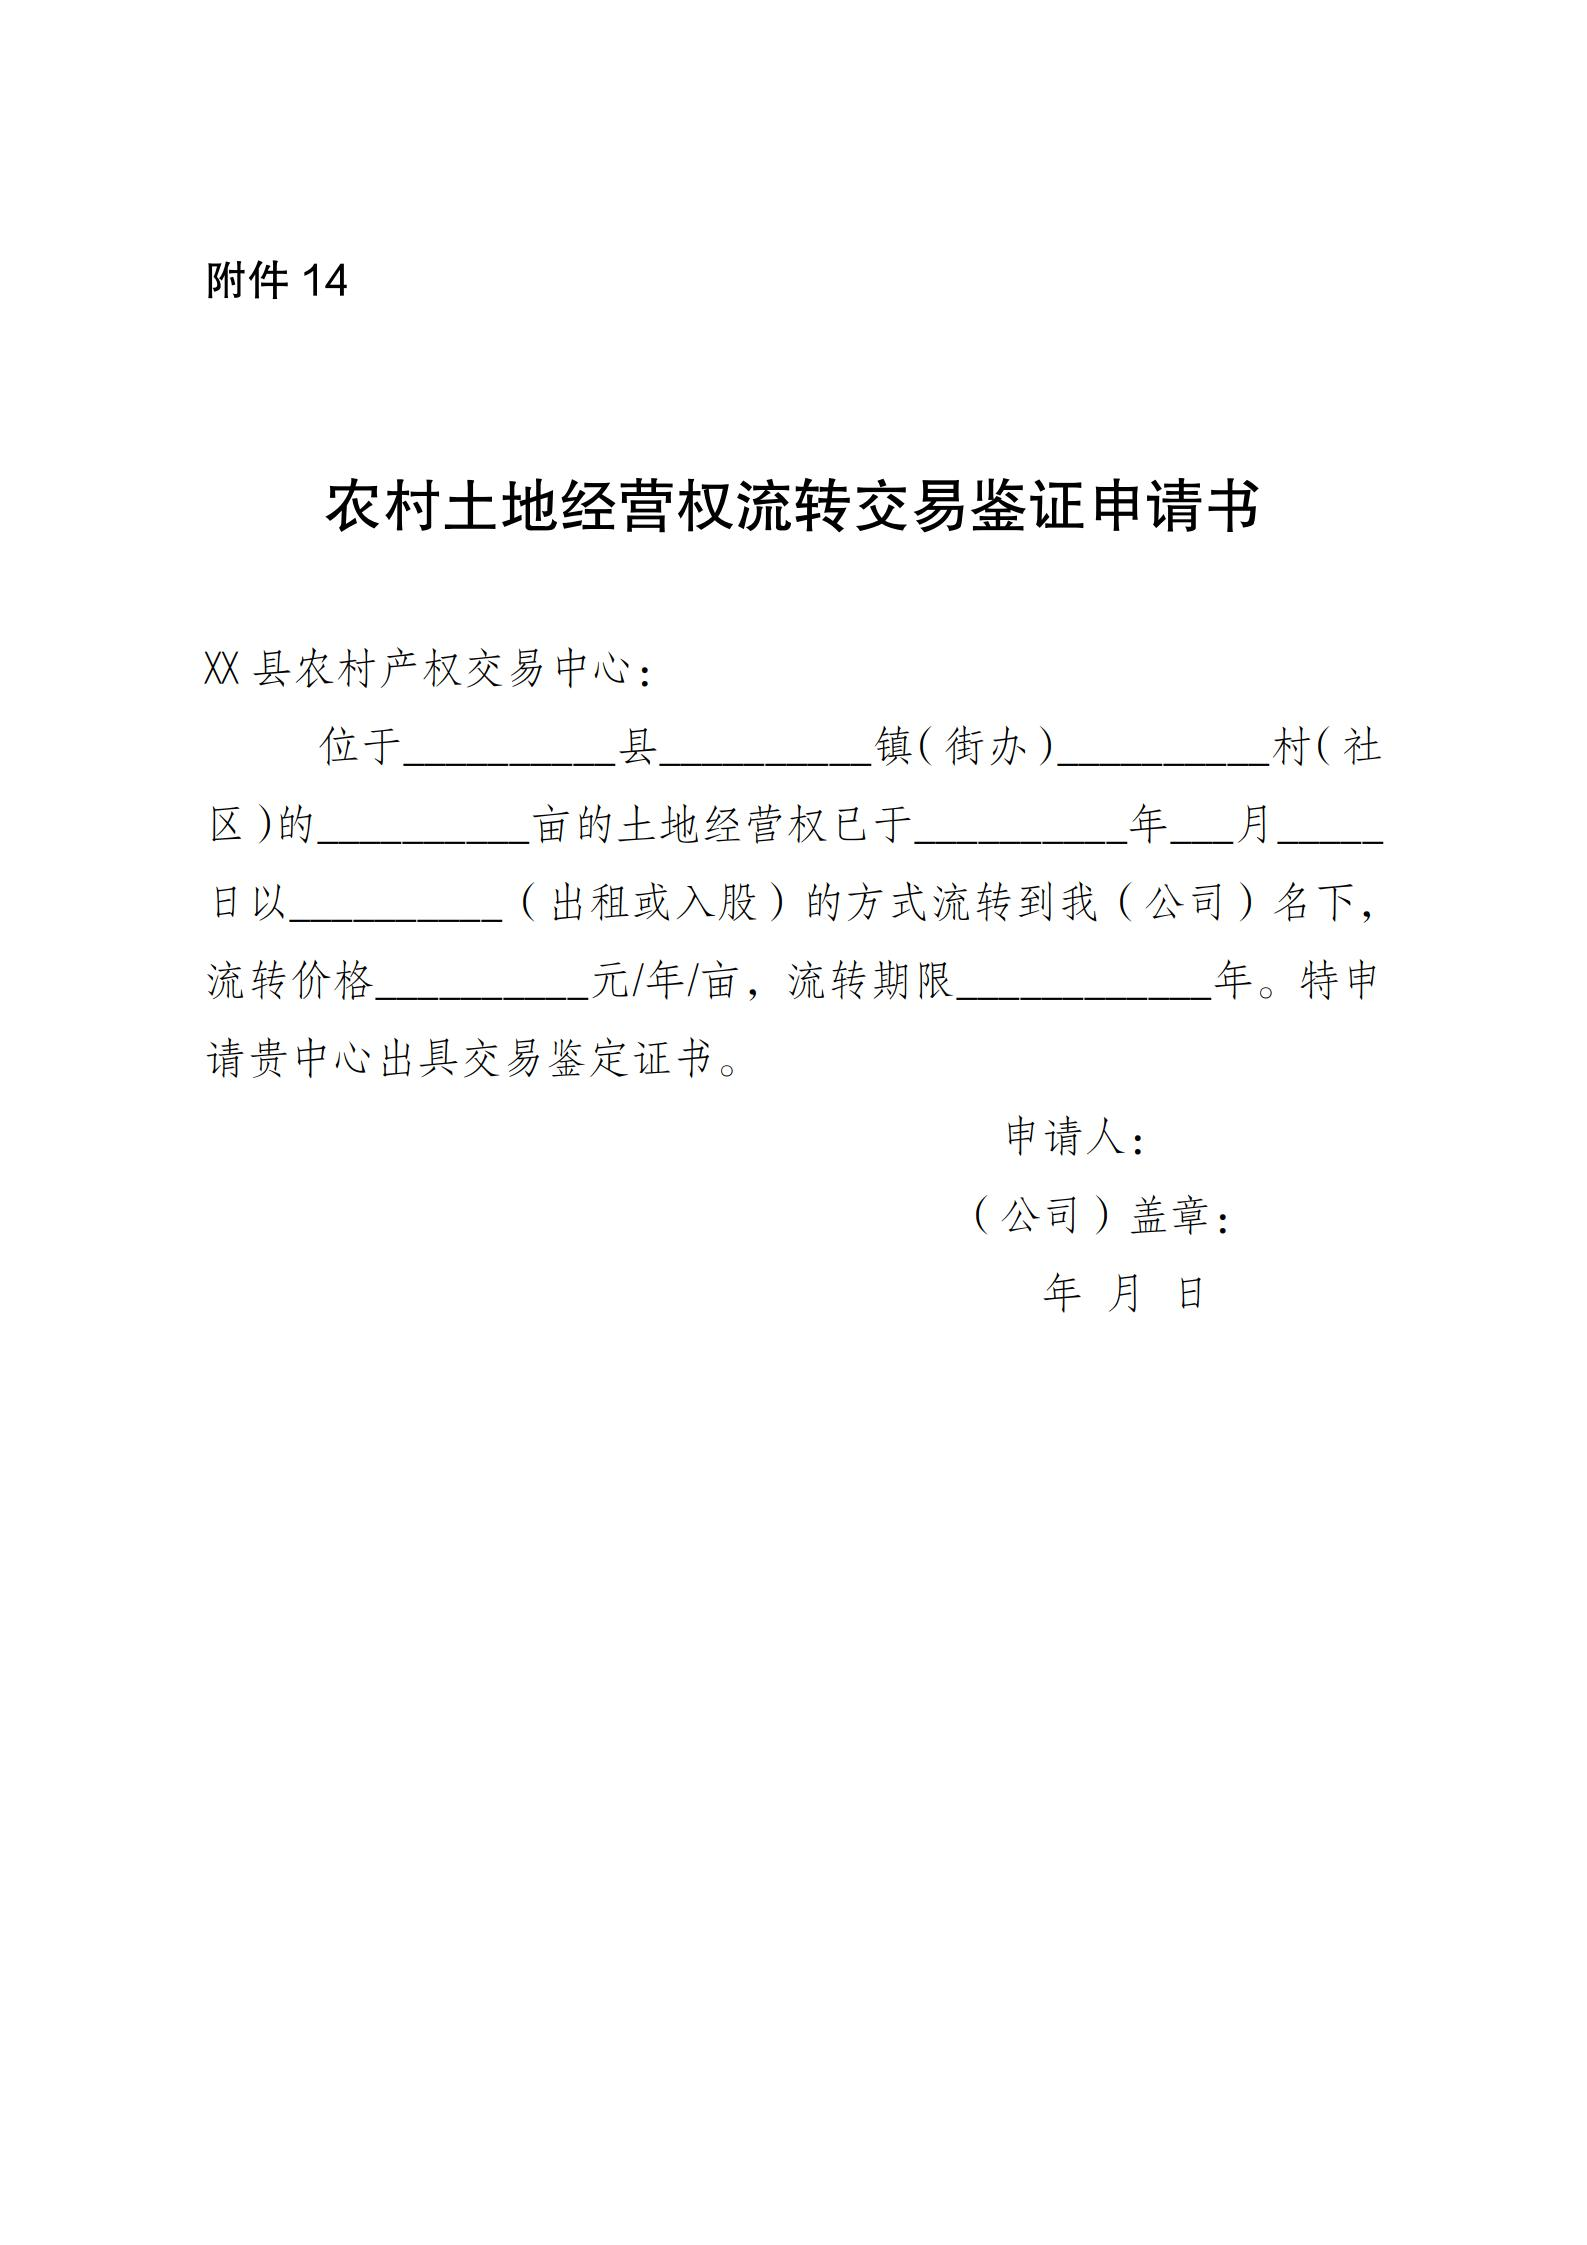 附件 14
农村土地经营权流转交易鉴证申请书
XX 县农村产权交易中心：
位于__________县__________镇(街办)__________村(社
区)的__________亩的土地经营权已于__________年___月_____
日以__________（出租或入股）的方式流转到我（公司）名下，
流转价格__________元/年/亩，流转期限____________年。特申
请贵中心出具交易鉴定证书。
申请人：
（公司）盖章：
年 月 日